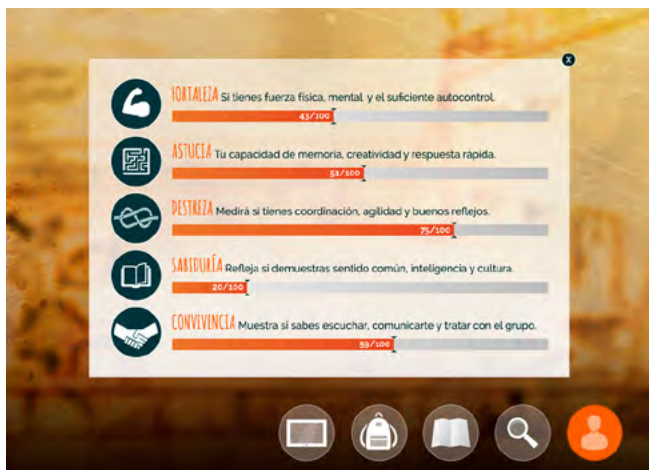 X
FORTALEZA Si tienes fuerza física, mental y el suficiente autocontrol.
43/100
ASTUCIA Tu capacidad de memoria, creatividad y respuesta rápida.
51/100
DESTREZA Medirá si tienes coordinación, agilidad y buenos reflejos.
75/100
SABIDURÍA Refleja si demuestras sentido común, inteligencia y cultura.
20/100
CONVIVENCIA Muestra si sabes escuchar, comunicarte y tratar con el grupo.
59/100